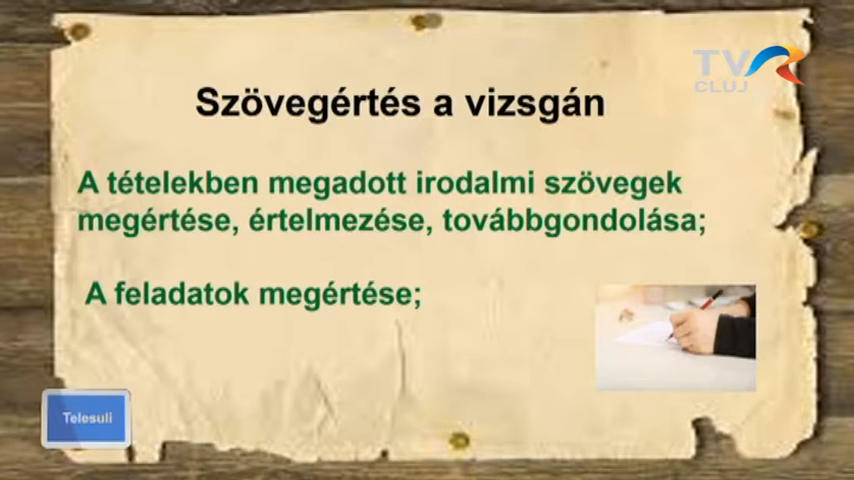 TVR
CLUJ
Szövegértés a vizsgán
A tételekben megadott irodalmi szövegek
megértése, értelmezése, továbbgondolása;
A feladatok megértése;
Telesuli